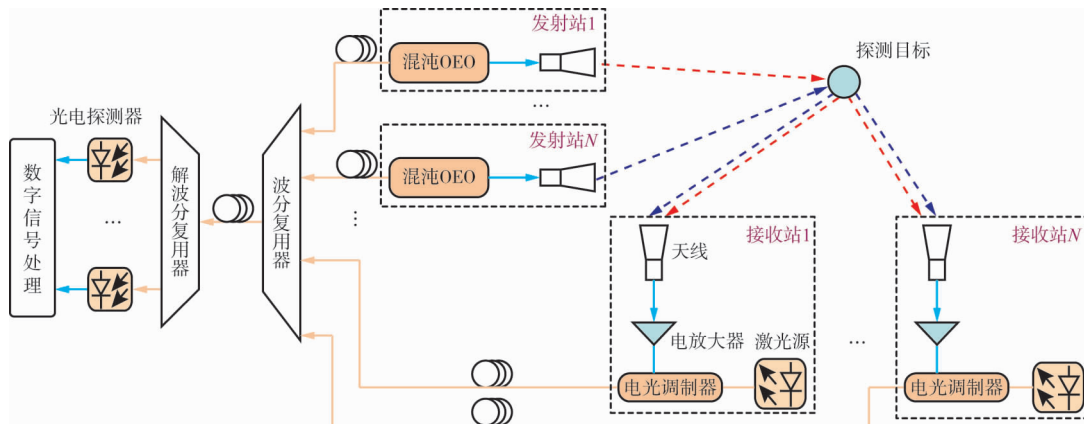 发射站1
混沌OEO
探测目标
...
光电探测器
发射站N
混沌OEO
数字信号处理
...
解波分复用器
波分复用器
...
接收站1
接收站N
天线
电放大器
激光源
...
电光调制器
电光调制器